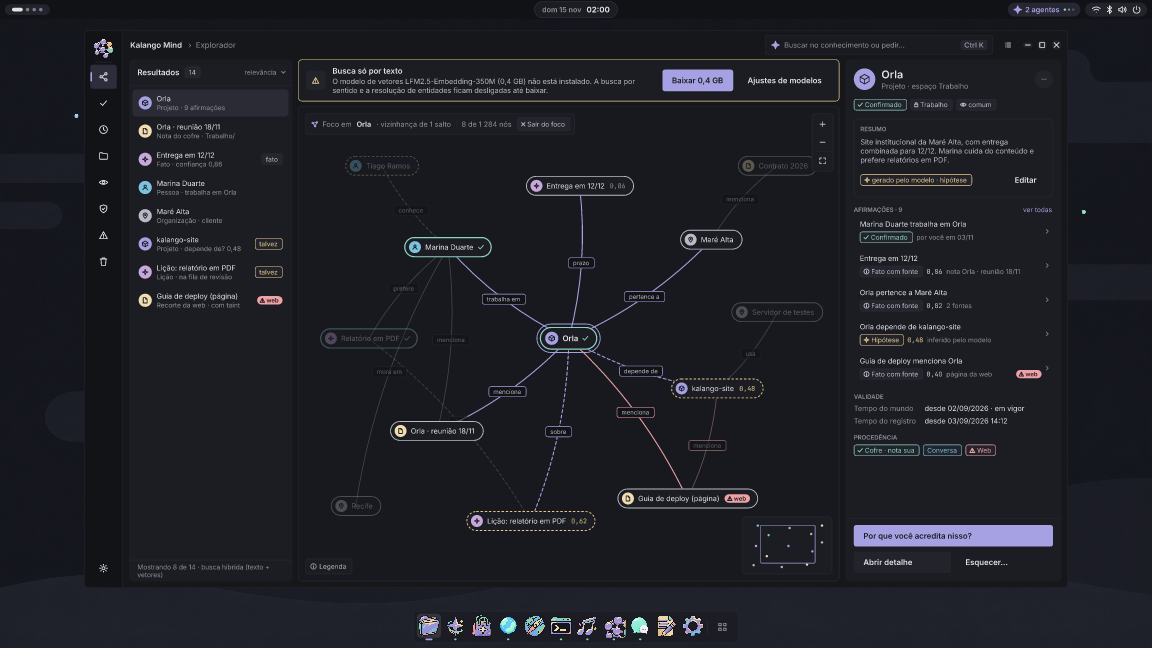 dom 15 nov 02:00
2 agentes
Kalango Mind › Explorador
Buscar no conhecimento ou pedir...
Ctrl K
Resultados 14
relevância
Orla
Projeto · 9 afirmações
Orla · reunião 18/11
Nota do cofre · Trabalho/
Entrega em 12/12
Fato · confiança 0,86
fato
Marina Duarte
Pessoa · trabalha em Orla
Maré Alta
Organização · cliente
kalango-site
Projeto · depende de? 0,48
talvez
Lição: relatório em PDF
Lição · na fila de revisão
talvez
Guia de deploy (página)
Recorte da web · com taint
web
Mostrando 8 de 14 · busca híbrida (texto +
vetores)
Busca só por texto
O modelo de vetores LFM2.5-Embedding-350M (0,4 GB) não está instalado. A busca por
sentido e a resolução de entidades ficam desligadas até baixar.
Baixar 0,4 GB
Ajustes de modelos
Foco em Orla · vizinhança de 1 salto
8 de 1 284 nós
Sair do foco
Tiago Ramos
Contrato 2026
Entrega em 12/12 0,86
menciona
conhece
Marina Duarte
Maré Alta
prazo
prefere
trabalha em
pertence a
Servidor de testes
Relatório em PDF
menciona
Orla
usa
mora em
depende de
menciona
kalango-site 0,48
menciona
Orla · reunião 18/11
sobre
menciona
Guia de deploy (página) web
Recife
Lição: relatório em PDF 0,62
Legenda
Orla
Projeto · espaço Trabalho
Confirmado
Trabalho
comum
RESUMO
Site institucional da Maré Alta, com entrega
combinada para 12/12. Marina cuida do conteúdo e
prefere relatórios em PDF.
gerado pelo modelo · hipótese
Editar
AFIRMAÇÕES · 9
ver todas
Marina Duarte trabalha em Orla
Confirmado por você em 03/11
Entrega em 12/12
Fato com fonte 0,86 nota Orla · reunião 18/11
Orla pertence a Maré Alta
Fato com fonte 0,82 2 fontes
Orla depende de kalango-site
Hipótese 0,48 inferido pelo modelo
Guia de deploy menciona Orla
Fato com fonte 0,40 página da web
web
VALIDADE
Tempo do mundo desde 02/09/2026 · em vigor
Tempo do registro desde 03/09/2026 14:12
PROCEDÊNCIA
Cofre · nota sua
Conversa
Web
Por que você acredita nisso?
Abrir detalhe
Esquecer...